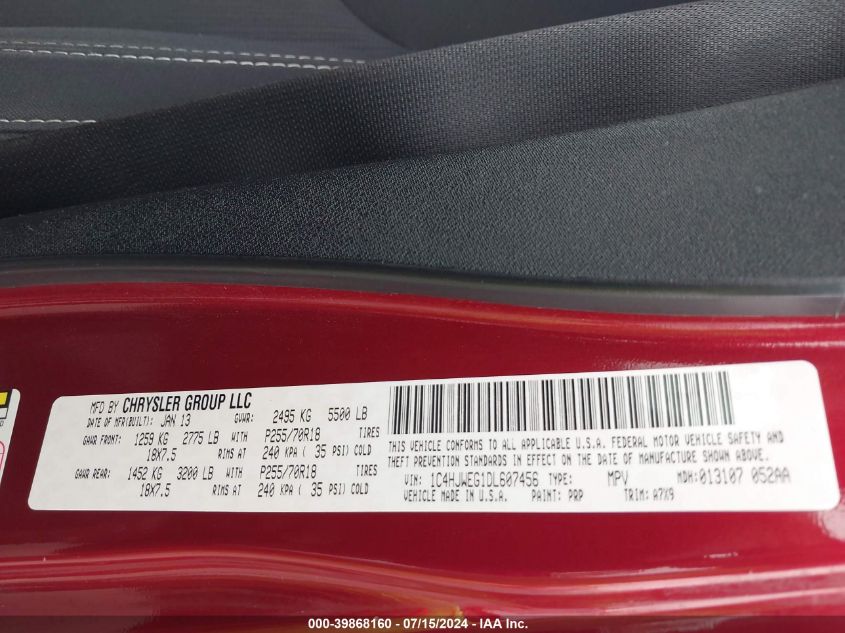 MFD BY CHRYSLER GROUP LLC
DATE OF MFR(BUILT): JAN 13 GVWR: 2495 KG 5500 LB
GAWR FRONT: 1259 KG 2775 LB WITH P255/70R18 TIRES
18X7.5 RIMS AT 240 KPA ( 35 PSI) COLD
GAWR REAR: 1452 KG 3200 LB WITH P255/70R18 TIRES
18X7.5 RIMS AT 240 KPA ( 35 PSI) COLD
THIS VEHICLE CONFORMS TO ALL APPLICABLE U.S.A. FEDERAL MOTOR VEHICLE SAFETY AND
THEFT PREVENTION STANDARDS IN EFFECT ON THE DATE OF MANUFACTURE SHOWN ABOVE.
VIN: 1C4HJWEG1DL607456 TYPE: MPV MDH: 013107 052AA
VEHICLE MADE IN U.S.A. PAINT: PRP TRIM: A7X9
000-39868160 - 07/15/2024 - IAA Inc.